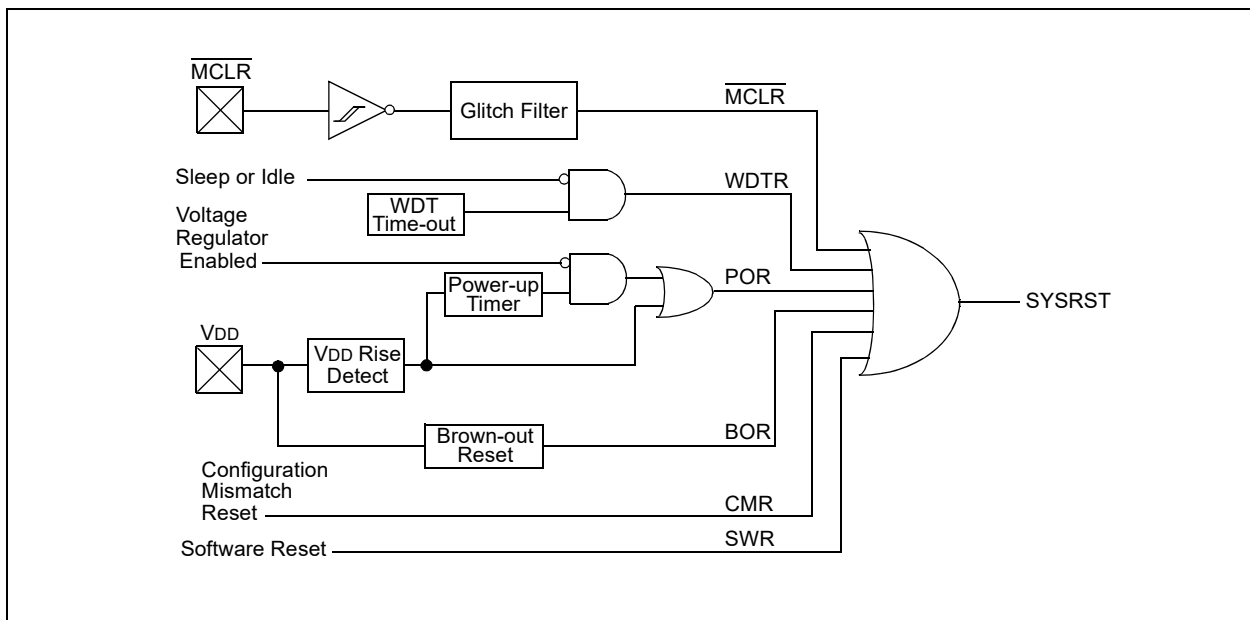 MCLR
Glitch Filter
MCLR
Sleep or Idle
WDT
Time-out
WDTR
Voltage
Regulator
Enabled
Power-up
Timer
POR
SYSRST
VDD
VDD Rise
Detect
Brown-out
Reset
BOR
Configuration
Mismatch
Reset
CMR
Software Reset
SWR